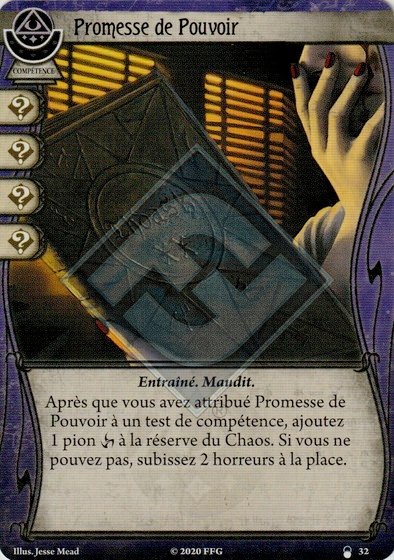 Promesse de Pouvoir
COMPÉTENCE
?
?
?
?
Entraîné. Maudit.
Après que vous avez attribué Promesse de
Pouvoir à un test de compétence, ajoutez
1 pion à la réserve du Chaos. Si vous ne
pouvez pas, subissez 2 horreurs à la place.
Illus. Jesse Mead
© 2020 FFG
32